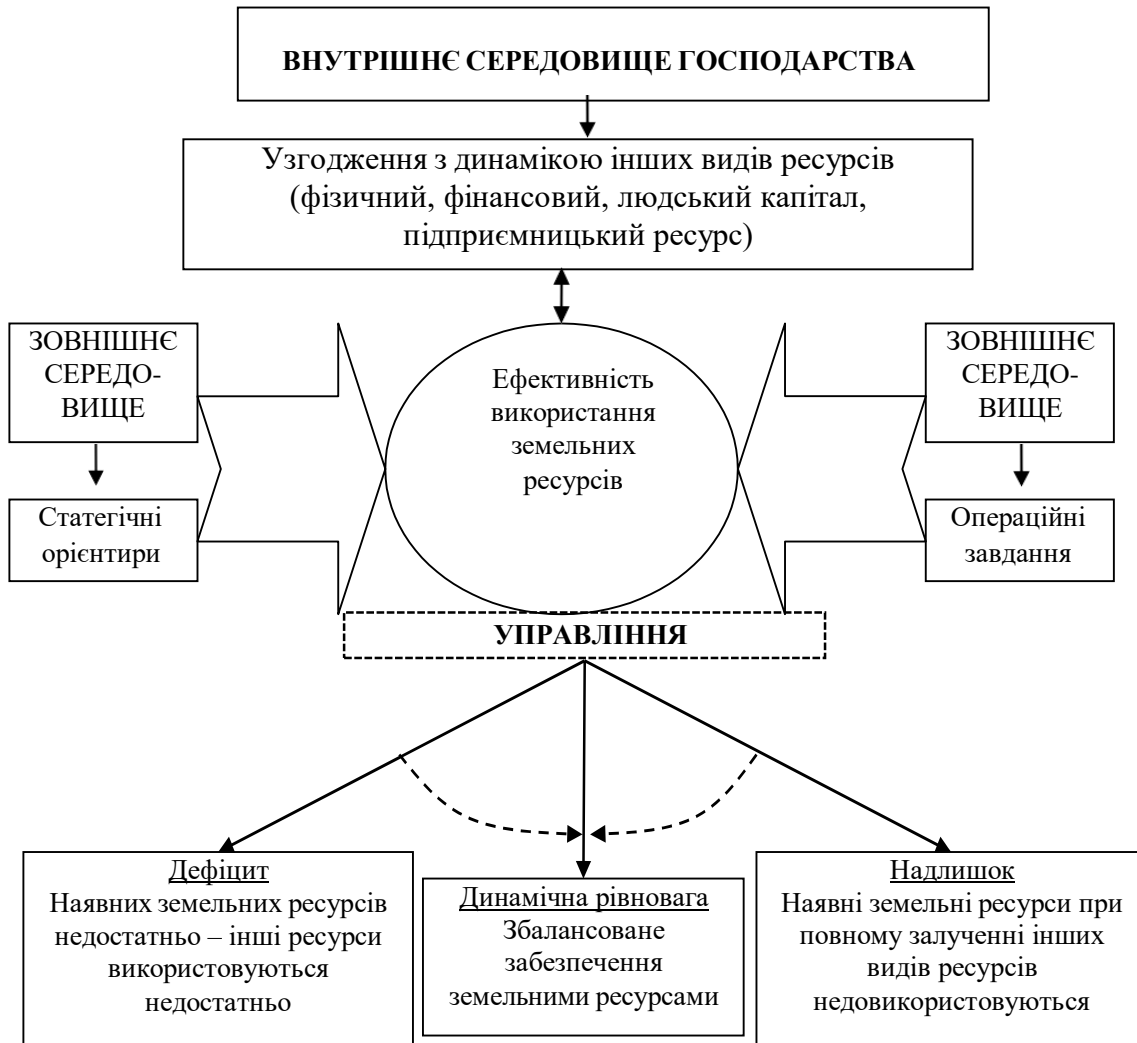 ВНУТРІШНЄ СЕРЕДОВИЩЕ ГОСПОДАРСТВА
Узгодження з динамікою інших видів ресурсів
(фізичний, фінансовий, людський капітал,
підприємницький ресурс)
ЗОВНІШНЄ
СЕРЕДО-
ВИЩЕ
Статегічні
орієнтири
Ефективність
використання
земельних
ресурсів
ЗОВНІШНЄ
СЕРЕДО-
ВИЩЕ
Операційні
завдання
УПРАВЛІННЯ
Дефіцит
Наявних земельних ресурсів
недостатньо – інші ресурси
використовуються
недостатньо
Динамічна рівновага
Збалансоване
забезпечення
земельними ресурсами
Надлишок
Наявні земельні ресурси при
повному залученні інших
видів ресурсів
недовикористовуються